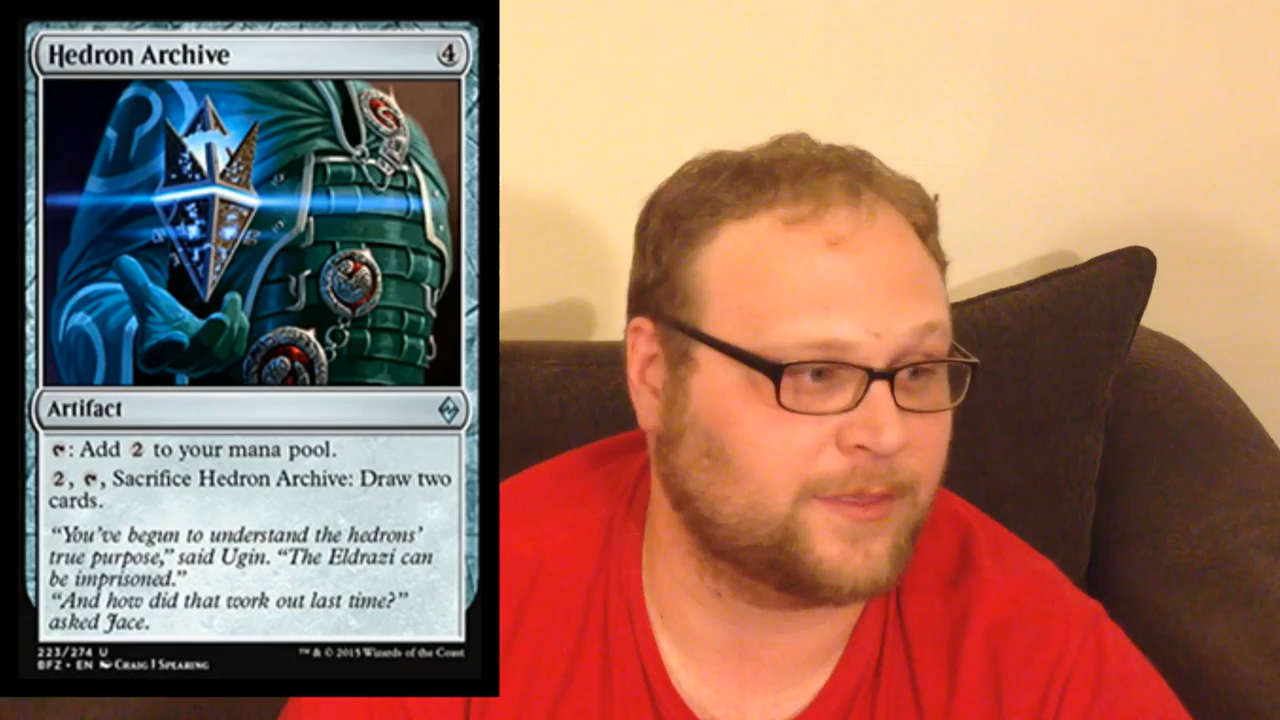 Hedron Archive 4
Artifact
T: Add 2 to your mana pool.
2, T, Sacrifice Hedron Archive: Draw two
cards.
“You’ve begun to understand the hedrons’
true purpose,” said Ugin. “The Eldrazi can
be imprisoned.”
“And how did that work out last time?”
asked Jace.
223/274 U
BFZ • EN Craig J Spearing
™ & © 2015 Wizards of the Coast